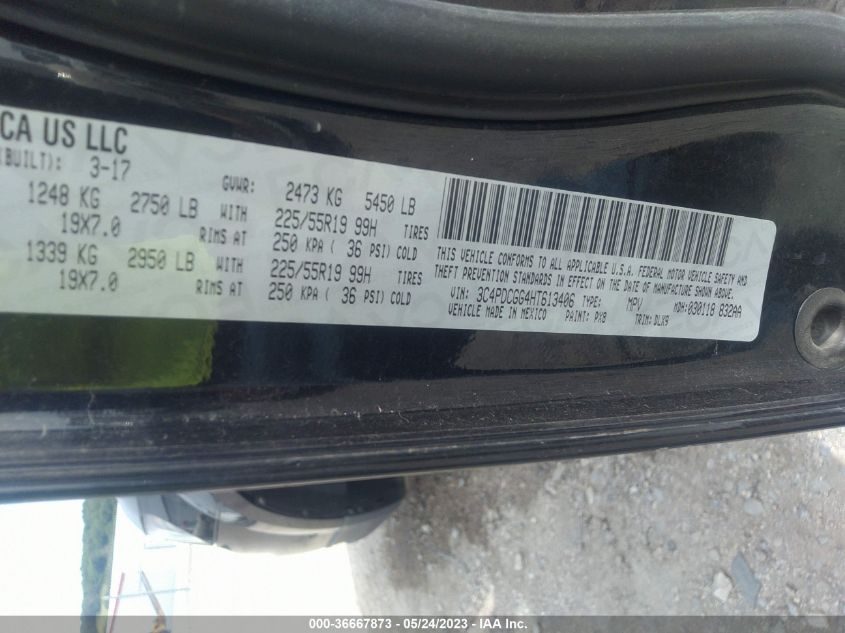 CA US LLC
(BUILT): 3-17
GVWR: 2473 KG 5450 LB
1248 KG 2750 LB WITH 225/55R19 99H TIRES
19X7.0 RIMS AT 250 KPA ( 36 PSI) COLD
1339 KG 2950 LB WITH 225/55R19 99H TIRES
19X7.0 RIMS AT 250 KPA ( 36 PSI) COLD
THIS VEHICLE CONFORMS TO ALL APPLICABLE U.S.A. FEDERAL MOTOR VEHICLE SAFETY AND
THEFT PREVENTION STANDARDS IN EFFECT ON THE DATE OF MANUFACTURE SHOWN ABOVE.
VIN: 3C4PDCGG4HT613406 TYPE: MPV MDH: 030116 832AA
VEHICLE MADE IN MEXICO PAINT: PX8 TRIM: DLX9
000-36667873 - 05/24/2023 - IAA Inc.